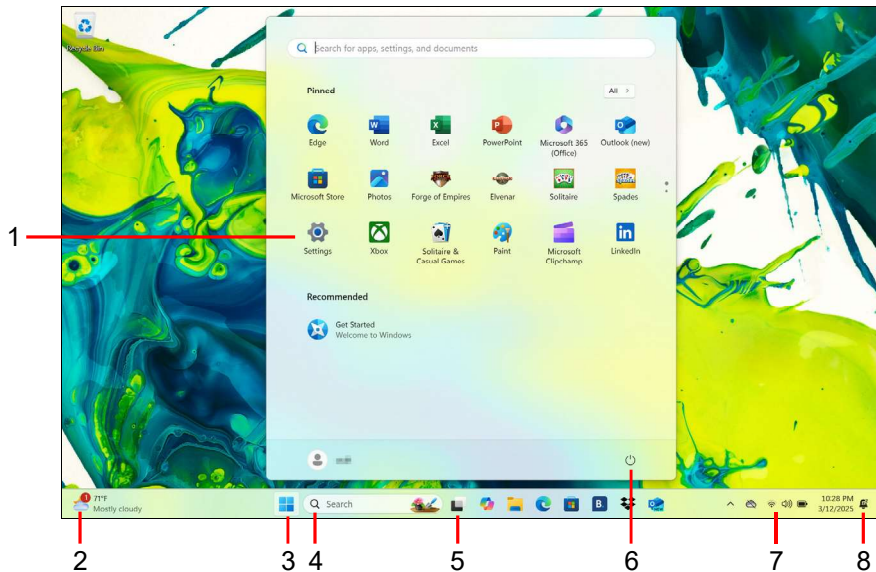 Recycle Bin
Search for apps, settings, and documents
Pinned
All >
Edge
Word
Excel
PowerPoint
Microsoft 365
(Office)
Outlook (new)
Microsoft Store
Photos
Forge of Empires
Elvenar
Solitaire
Spades
Settings
Xbox
Solitaire &
Casual Games
Paint
Microsoft
Clipchamp
LinkedIn
1
Recommended
Get Started
Welcome to Windows
1
71°F
Mostly cloudy
Search
B.
10:28 PM
3/12/2025
2
3
4
5
6
7
8